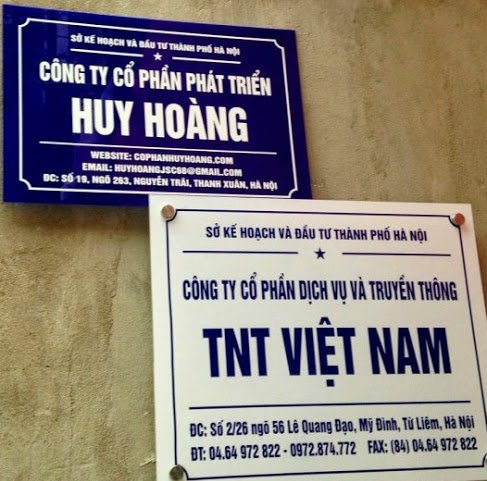 SỞ KẾ HOẠCH VÀ ĐẦU TƯ THÀNH PHỐ HÀ NỘI
CÔNG TY CỔ PHẦN PHÁT TRIỂN
HUY HOÀNG
WEBSITE: COPHANHUYHOANG.COM
EMAIL: HUYHOANGJSC68@GMAIL.COM
ĐC: SỐ 19, NGÕ 263, NGUYỄN TRÃI, THANH XUÂN, HÀ NỘI
SỞ KẾ HOẠCH VÀ ĐẦU TƯ THÀNH PHỐ HÀ NỘI
CÔNG TY CỔ PHẦN DỊCH VỤ VÀ TRUYỀN THÔNG
TNT VIỆT NAM
ĐC: Số 2/26 ngõ 56 Lê Quang Đạo, Mỹ Đình, Từ Liêm, Hà Nội
ĐT: 04.64 972 822 - 0972.874.772 FAX: (84) 04.64 972 822